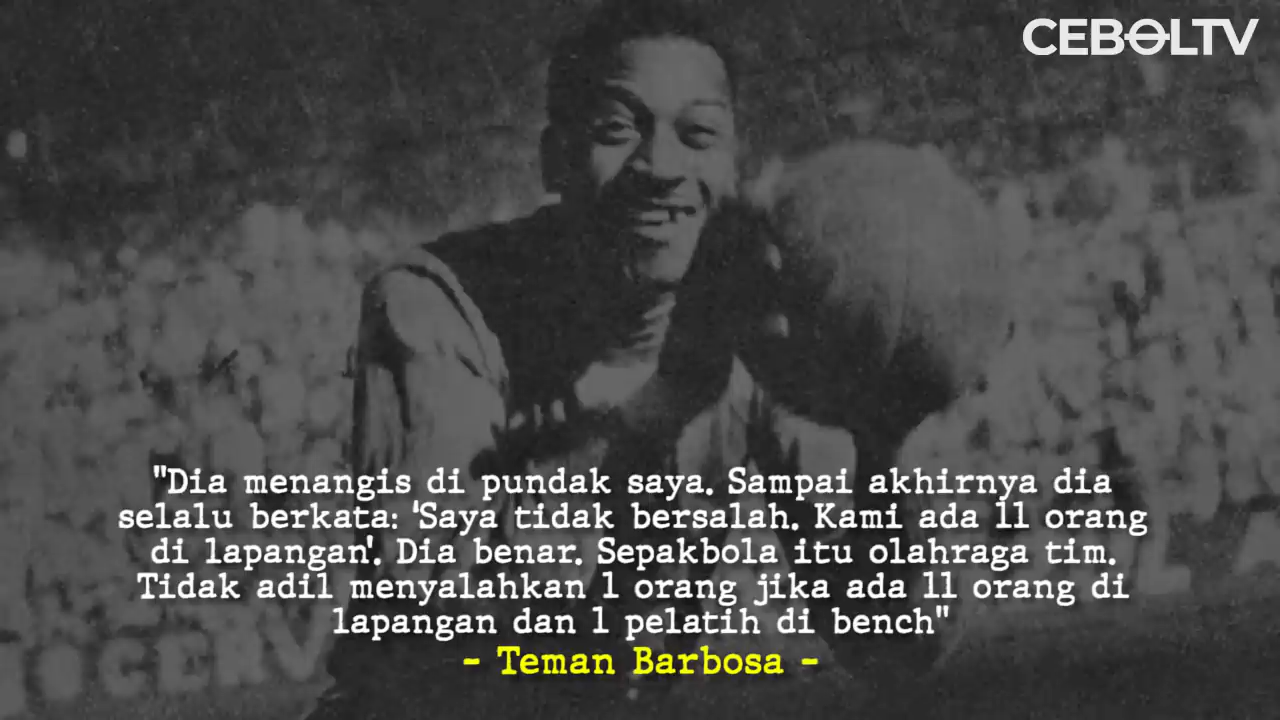 CEBOLTV
"Dia menangis di pundak saya. Sampai akhirnya dia
selalu berkata: 'Saya tidak bersalah. Kami ada 11 orang
di lapangan'. Dia benar. Sepakbola itu olahraga tim.
Tidak adil menyalahkan 1 orang jika ada 11 orang di
lapangan dan 1 pelatih di bench"
- Teman Barbosa -